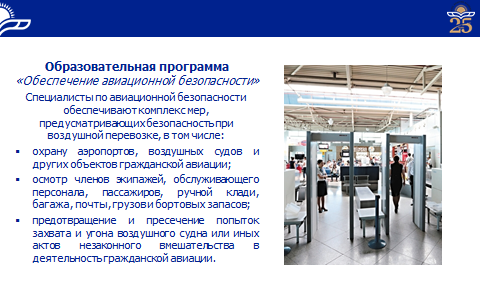 25
Образовательная программа
«Обеспечение авиационной безопасности»
Специалисты по авиационной безопасности
обеспечивают комплекс мер,
предусматривающих безопасность при
воздушной перевозке, в том числе:
▪ охрану аэропортов, воздушных судов и
других объектов гражданской авиации;
▪ осмотр членов экипажей, обслуживающего
персонала, пассажиров, ручной клади,
багажа, почты, грузов и бортовых запасов;
▪ предотвращение и пресечение попыток
захвата и угона воздушного судна или иных
актов незаконного вмешательства в
деятельность гражданской авиации.